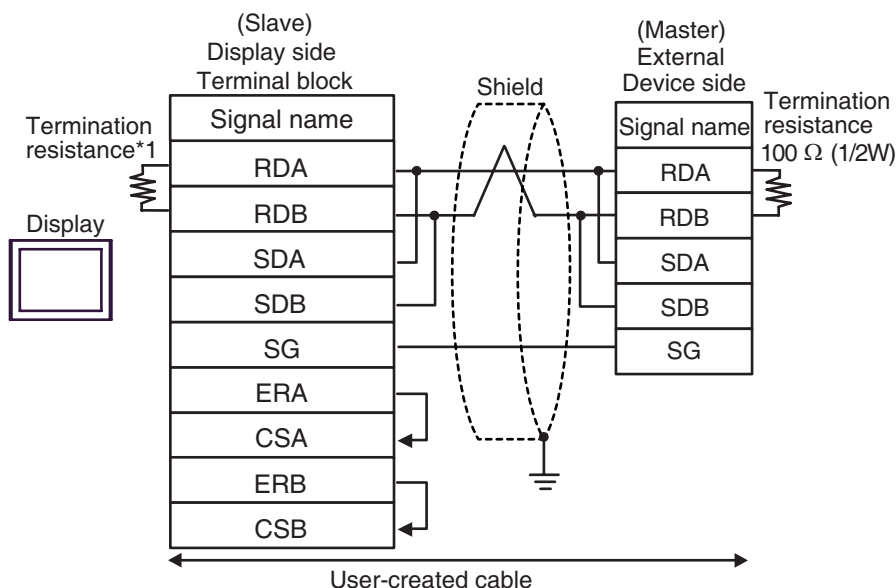 (Slave)
Display side
Terminal block
(Master)
External
Device side
Shield
Termination
resistance*1
Termination
resistance
100 Ω (1/2W)
Display
Signal name
RDA
RDB
SDA
SDB
SG
ERA
CSA
ERB
CSB
Signal name
RDA
RDB
SDA
SDB
SG
User-created cable